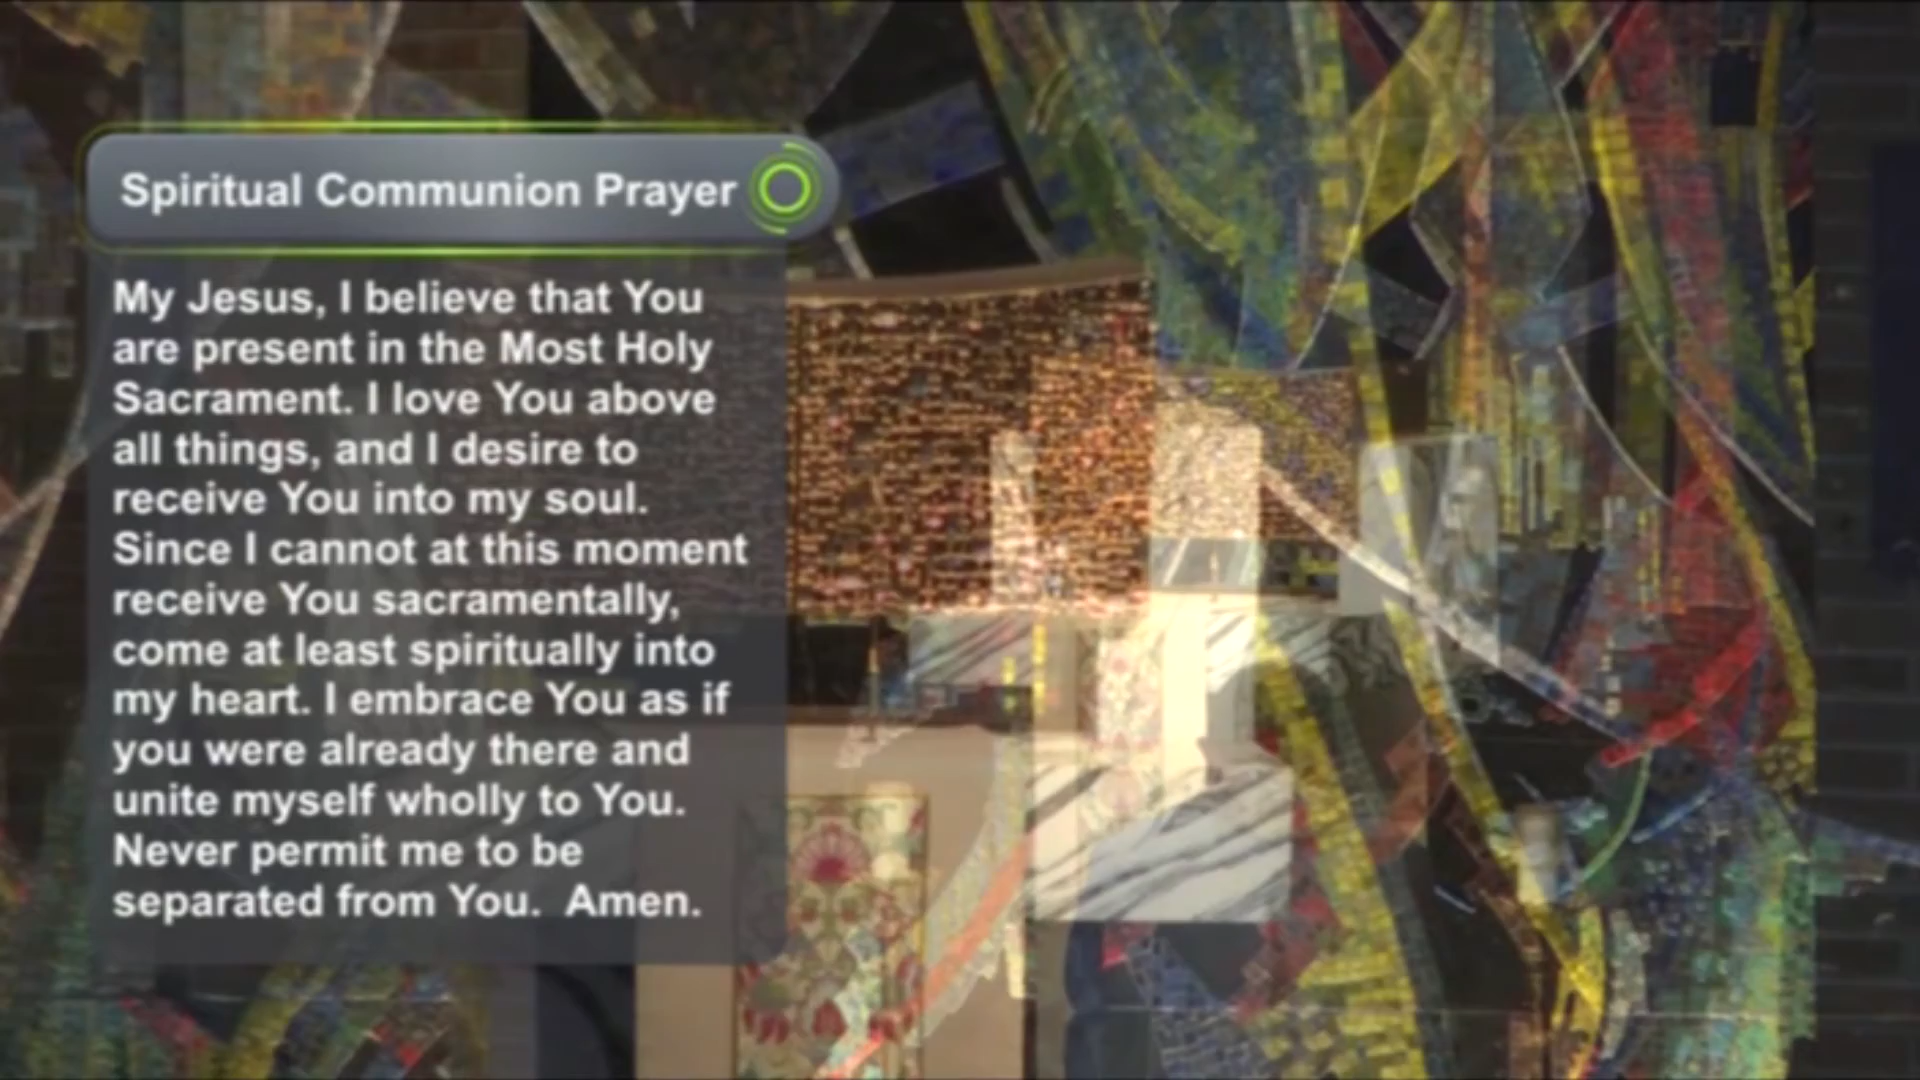 Spiritual Communion Prayer
My Jesus, I believe that You
are present in the Most Holy
Sacrament. I love You above
all things, and I desire to
receive You into my soul.
Since I cannot at this moment
receive You sacramentally,
come at least spiritually into
my heart. I embrace You as if
you were already there and
unite myself wholly to You.
Never permit me to be
separated from You.  Amen.